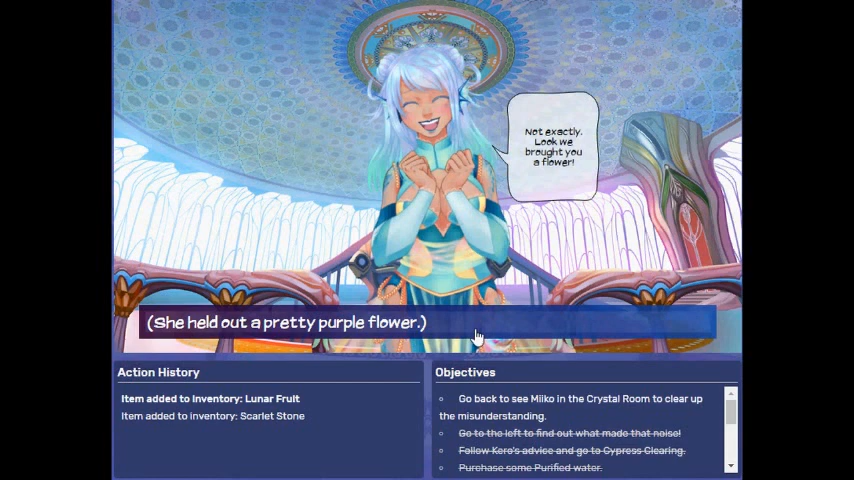 Not exactly.
Look we
brought you
a flower!
(She held out a pretty purple flower.)
Action History
Item added to inventory: Lunar Fruit
Item added to inventory: Scarlet Stone
Objectives
Go back to see Miiko in the Crystal Room to clear up
the misunderstanding.
Go to the left to find out what made that noise!
Follow Kero's advice and go to Cypress Clearing.
Purchase some Purified water.